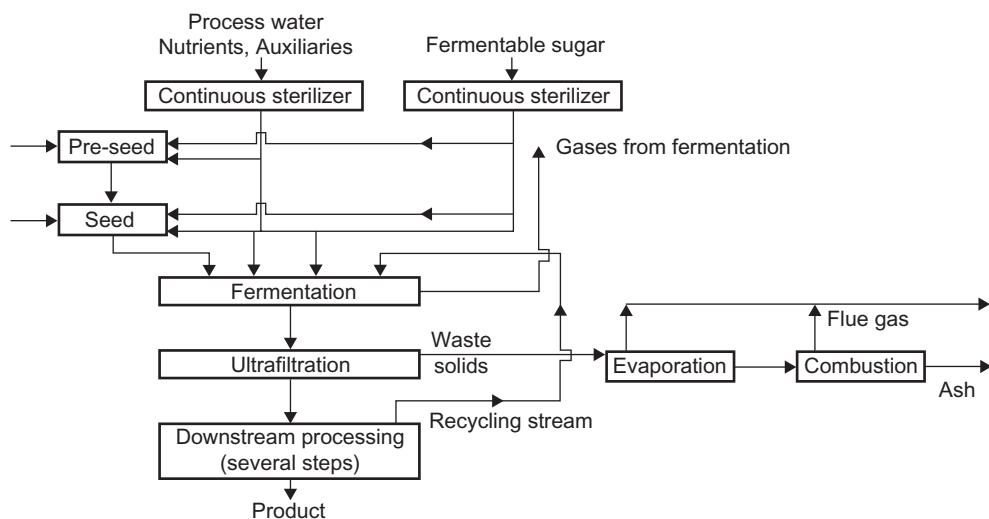 Process water
Nutrients, Auxiliaries
Fermentable sugar
Continuous sterilizer
Continuous sterilizer
Pre-seed
Gases from fermentation
Seed
Fermentation
Flue gas
Waste
solids
Ultrafiltration
Evaporation
Combustion
Ash
Recycling stream
Downstream processing
(several steps)
Product